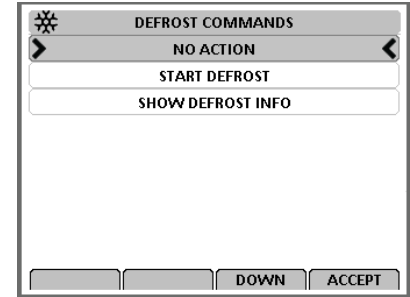 DEFROST COMMANDS
NO ACTION
START DEFROST
SHOW DEFROST INFO
DOWN ACCEPT